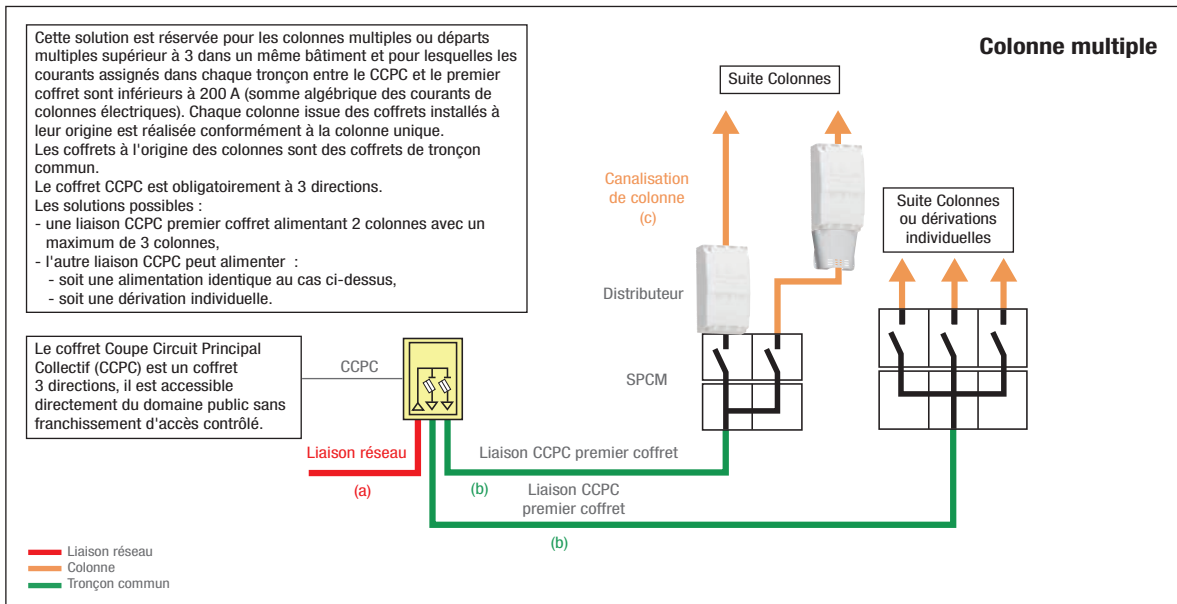 Colonne multiple
Cette solution est réservée pour les colonnes multiples ou départs
multiples supérieur à 3 dans un même bâtiment et pour lesquelles les
courants assignés dans chaque tronçon entre le CCPC et le premier
coffret sont inférieurs à 200 A (somme algébrique des courants de
colonnes électriques). Chaque colonne issue des coffrets installés à
leur origine est réalisée conformément à la colonne unique.
Les coffrets à l'origine des colonnes sont des coffrets de tronçon
commun.
Le coffret CCPC est obligatoirement à 3 directions.
Les solutions possibles :
- une liaison CCPC premier coffret alimentant 2 colonnes avec un
maximum de 3 colonnes,
- l'autre liaison CCPC peut alimenter :
- soit une alimentation identique au cas ci-dessus,
- soit une dérivation individuelle.
Suite Colonnes
Canalisation
de colonne
(c)
Suite Colonnes
ou dérivations
individuelles
Distributeur
Le coffret Coupe Circuit Principal
Collectif (CCPC) est un coffret
3 directions, il est accessible
directement du domaine public sans
franchissement d'accès contrôlé.
CCPC
SPCM
Liaison réseau
(a)
Liaison CCPC premier coffret
(b)
Liaison CCPC
premier coffret
(b)
Liaison réseau
Colonne
Tronçon commun